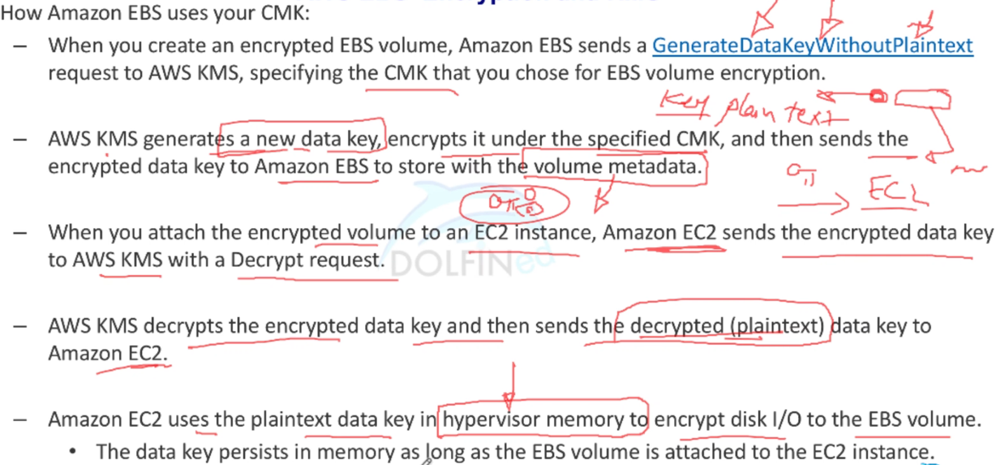 How Amazon EBS uses your CMK:
– When you create an encrypted EBS volume, Amazon EBS sends a GenerateDataKeyWithoutPlaintext
request to AWS KMS, specifying the CMK that you chose for EBS volume encryption.
Key plain text
– AWS KMS generates a new data key, encrypts it under the specified CMK, and then sends the
encrypted data key to Amazon EBS to store with the volume metadata.
EC2
– When you attach the encrypted volume to an EC2 instance, Amazon EC2 sends the encrypted data key
to AWS KMS with a Decrypt request.
DOLFINed
– AWS KMS decrypts the encrypted data key and then sends the decrypted (plaintext) data key to
Amazon EC2.
– Amazon EC2 uses the plaintext data key in hypervisor memory to encrypt disk I/O to the EBS volume.
• The data key persists in memory as long as the EBS volume is attached to the EC2 instance.